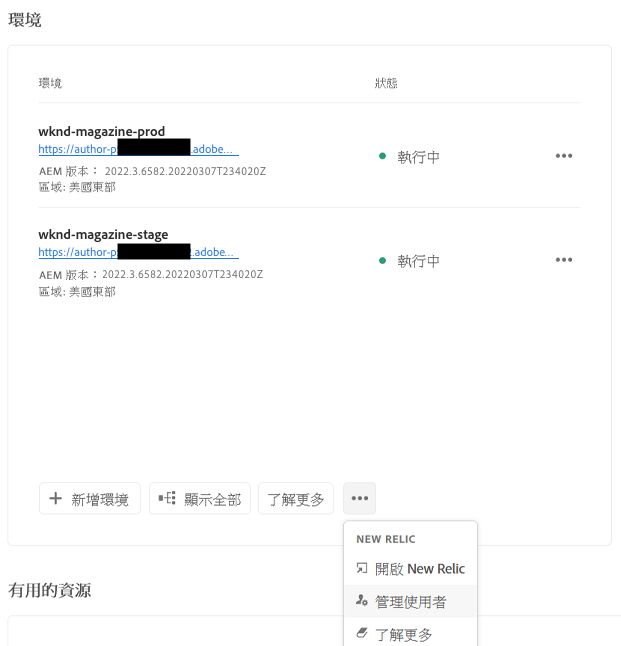 環境
環境 狀態
wknd-magazine-prod
https://author-p .adobe...
AEM 版本： 2022.3.6582.20220307T234020Z
區域: 美國東部
執行中
wknd-magazine-stage
https://author-p .adobe...
AEM 版本： 2022.3.6582.20220307T234020Z
區域: 美國東部
執行中
新增環境 顯示全部 了解更多
NEW RELIC
開啟 New Relic
管理使用者
了解更多
有用的資源